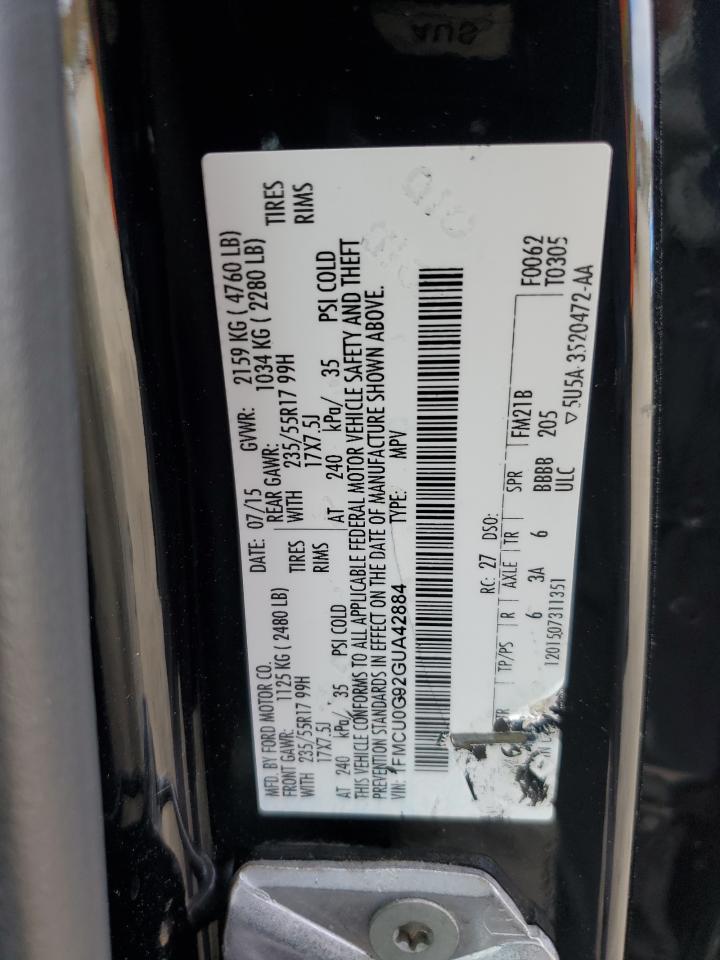 MFD. BY FORD MOTOR CO.
DATE: 07/15
GVWR: 2159 KG ( 4760 LB)
FRONT GAWR: 1125 KG ( 2480 LB)
REAR GAWR: 1034 KG ( 2280 LB)
WITH 235/55R17 99H TIRES
WITH 235/55R17 99H TIRES
17X7.5J RIMS
17X7.5J RIMS
AT 240 kPa/ 35 PSI COLD
AT 240 kPa/ 35 PSI COLD
THIS VEHICLE CONFORMS TO ALL APPLICABLE FEDERAL MOTOR VEHICLE SAFETY AND THEFT
PREVENTION STANDARDS IN EFFECT ON THE DATE OF MANUFACTURE SHOWN ABOVE.
VIN: 1FMCU0G92GUA42884
TYPE: MPV
F0062
T0305
RC: 27 DSO:
TR TP/PS R AXLE TR SPR FM21B
6 3A 6 BBBB 205
ULC
1201507311351
▽5U5A-3520472-AA